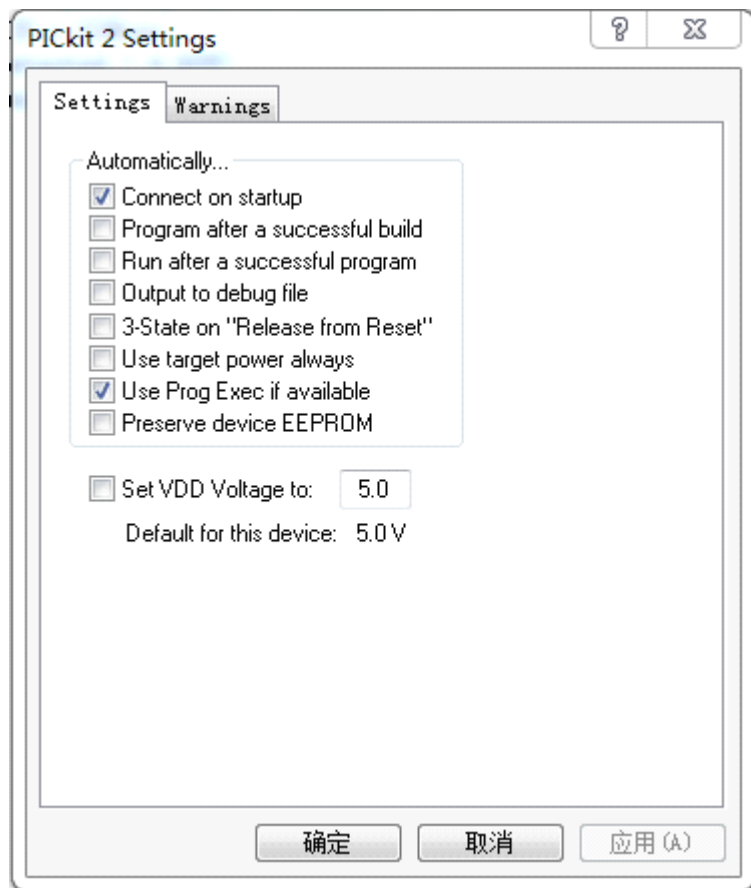 PICkit 2 Settings
Settings Warnings
Automatically...
Connect on startup
Program after a successful build
Run after a successful program
Output to debug file
3-State on "Release from Reset"
Use target power always
Use Prog Exec if available
Preserve device EEPROM
Set VDD Voltage to: 5.0
Default for this device: 5.0 V
确定 取消 应用(A)